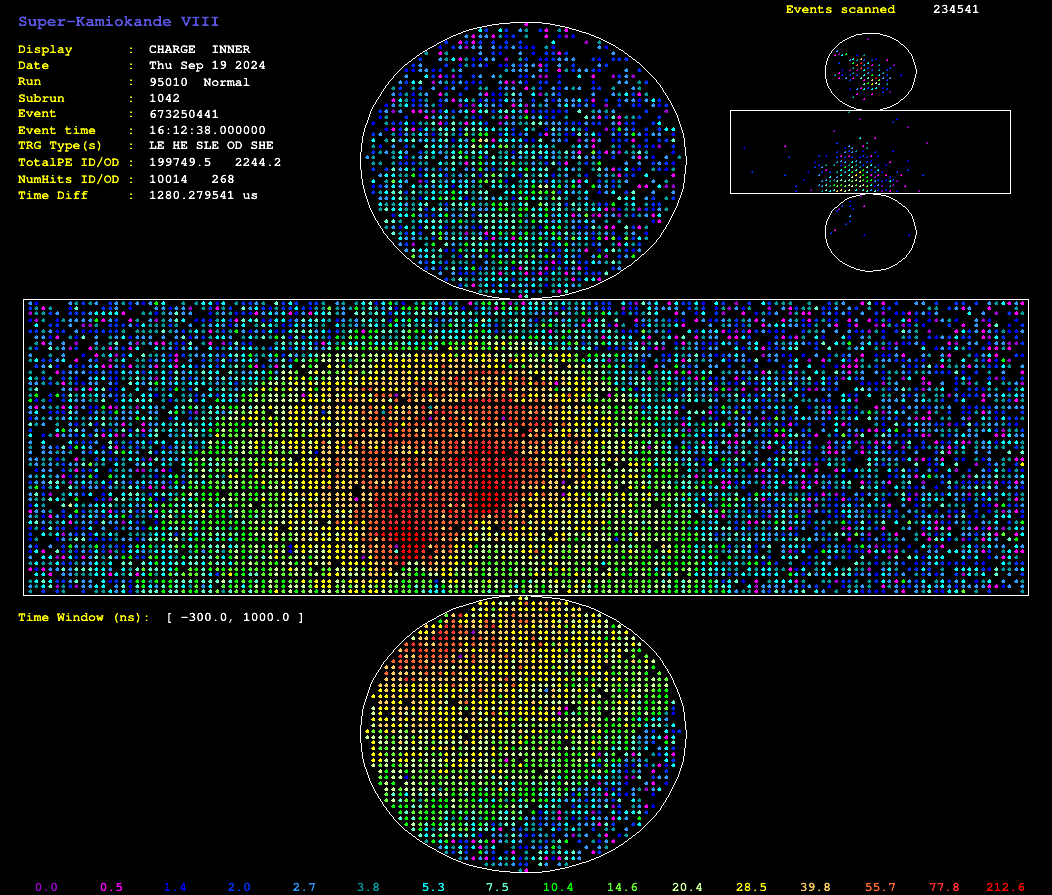 Super-Kamiokande VIII
Events scanned 234541
Display : CHARGE INNER
Date : Thu Sep 19 2024
Run : 95010 Normal
Subrun : 1042
Event : 673250441
Event time : 16:12:38.000000
TRG Type(s) : LE HE SLE OD SHE
TotalPE ID/OD : 199749.5 2244.2
NumHits ID/OD : 10014 268
Time Diff : 1280.279541 us
Time Window (ns): [ -300.0, 1000.0 ]
0.0 0.5 1.4 2.0 2.7 3.8 5.3 7.5 10.4 14.6 20.4 28.5 39.8 55.7 77.8 212.6